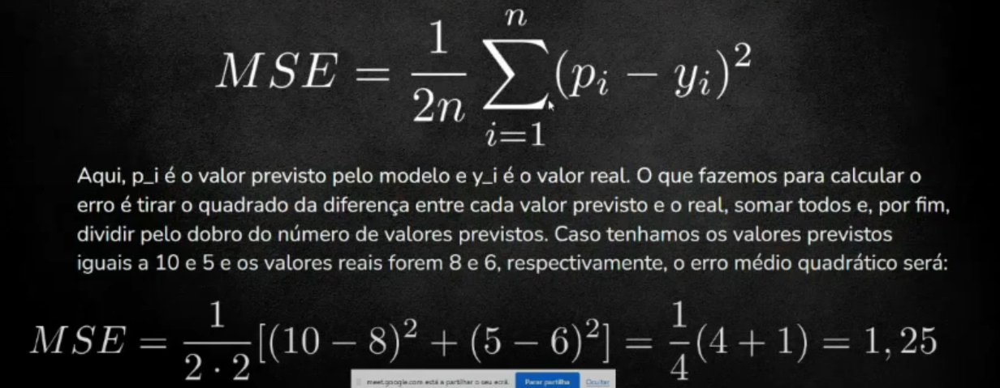 MSE = \frac{1}{2n} \sum_{i=1}^{n} (p_i - y_i)^2
Aqui, p_i é o valor previsto pelo modelo e y_i é o valor real. O que fazemos para calcular o
erro é tirar o quadrado da diferença entre cada valor previsto e o real, somar todos e, por fim,
dividir pelo dobro do número de valores previstos. Caso tenhamos os valores previstos
iguais a 10 e 5 e os valores reais forem 8 e 6, respectivamente, o erro médio quadrático será:
MSE = \frac{1}{2 \cdot 2} [(10 - 8)^2 + (5 - 6)^2] = \frac{1}{4} (4 + 1) = 1,25
meet.google.com está a partilhar o seu ecrã. Parar partilha Ocultar